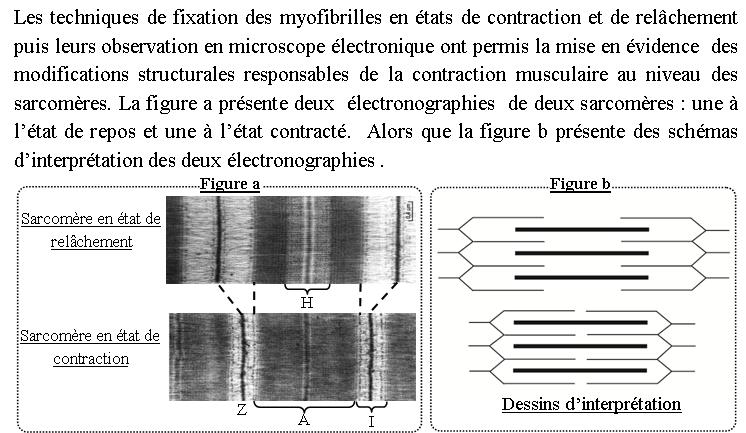 Les techniques de fixation des myofibrilles en états de contraction et de relâchement
puis leurs observation en microscope électronique ont permis la mise en évidence des
modifications structurales responsables de la contraction musculaire au niveau des
sarcomères. La figure a présente deux électronographies de deux sarcomères : une à
l'état de repos et une à l'état contracté. Alors que la figure b présente des schémas
d'interprétation des deux électronographies .
Figure a
Figure b
Sarcomère en état de
relâchement
H
Sarcomère en état de
contraction
Z
A
I
Dessins d'interprétation